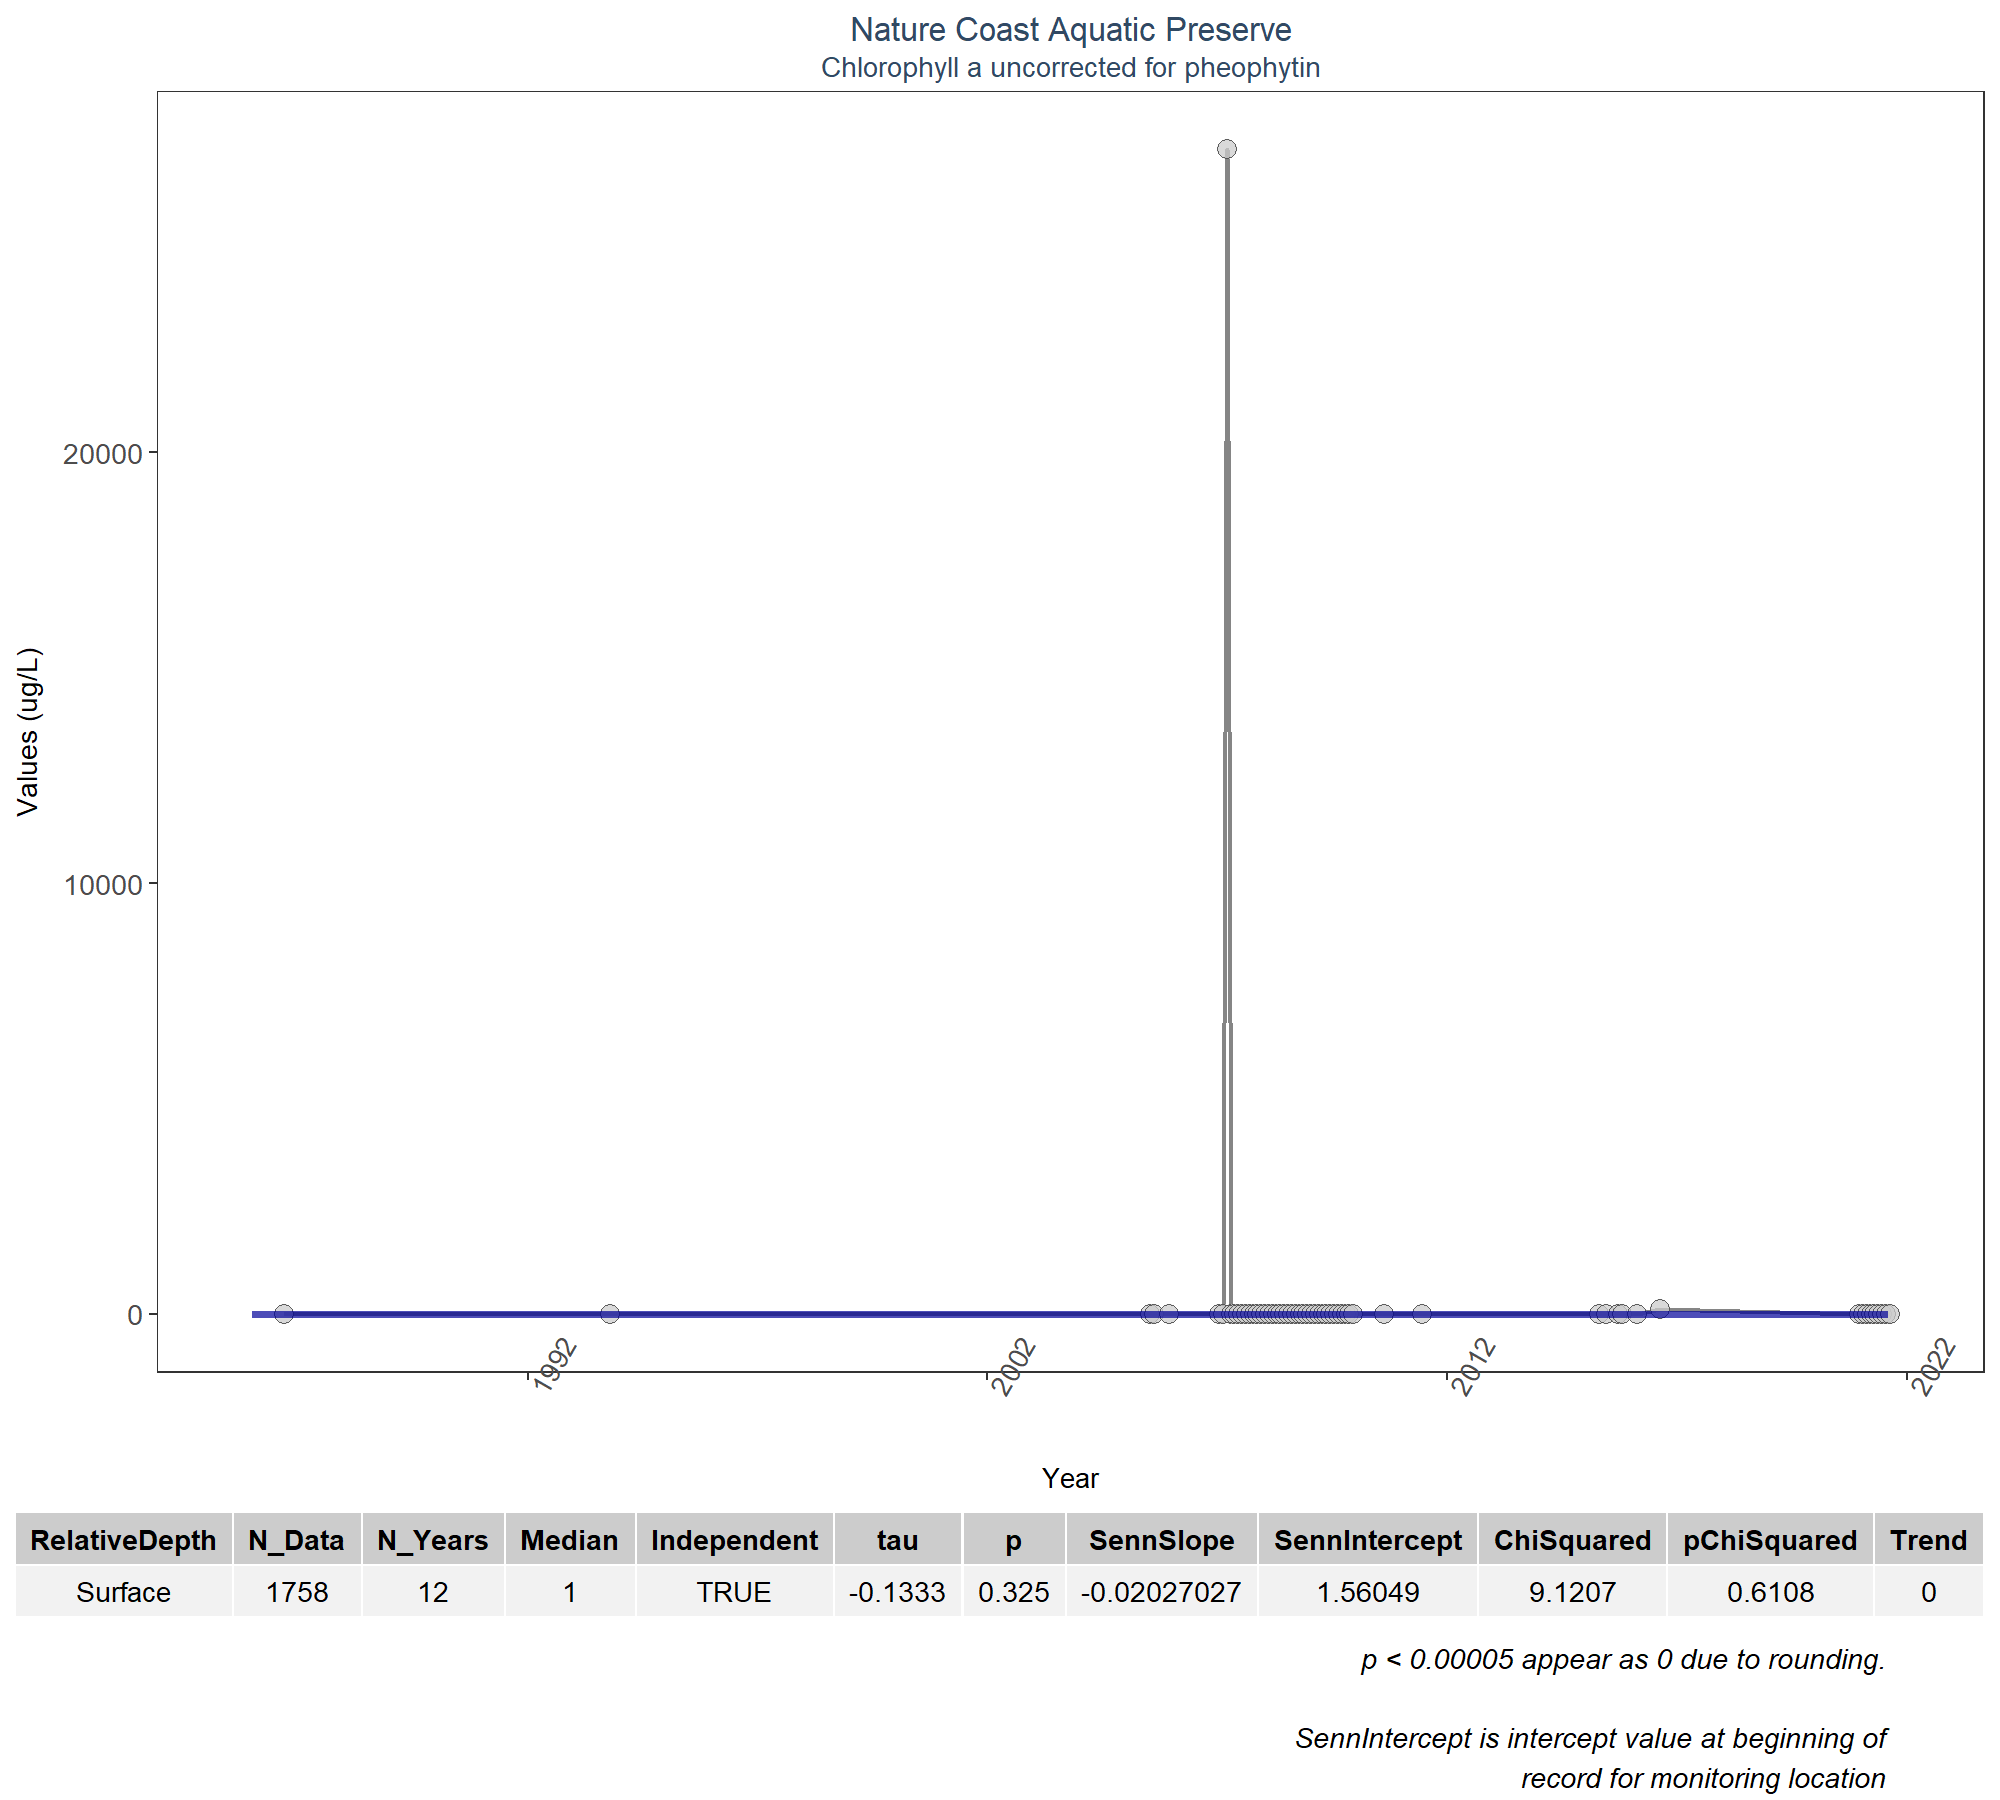 Nature Coast Aquatic Preserve
Chlorophyll a uncorrected for pheophytin
Values (ug/L)
20000
10000
0
1992 2002 2012 2022
Year
RelativeDepth N_Data N_Years Median Independent tau p SennSlope SennIntercept ChiSquared pChiSquared Trend
Surface 1758 12 1 TRUE -0.1333 0.325 -0.02027027 1.56049 9.1207 0.6108 0
p < 0.00005 appear as 0 due to rounding.
SennIntercept is intercept value at beginning of
record for monitoring location